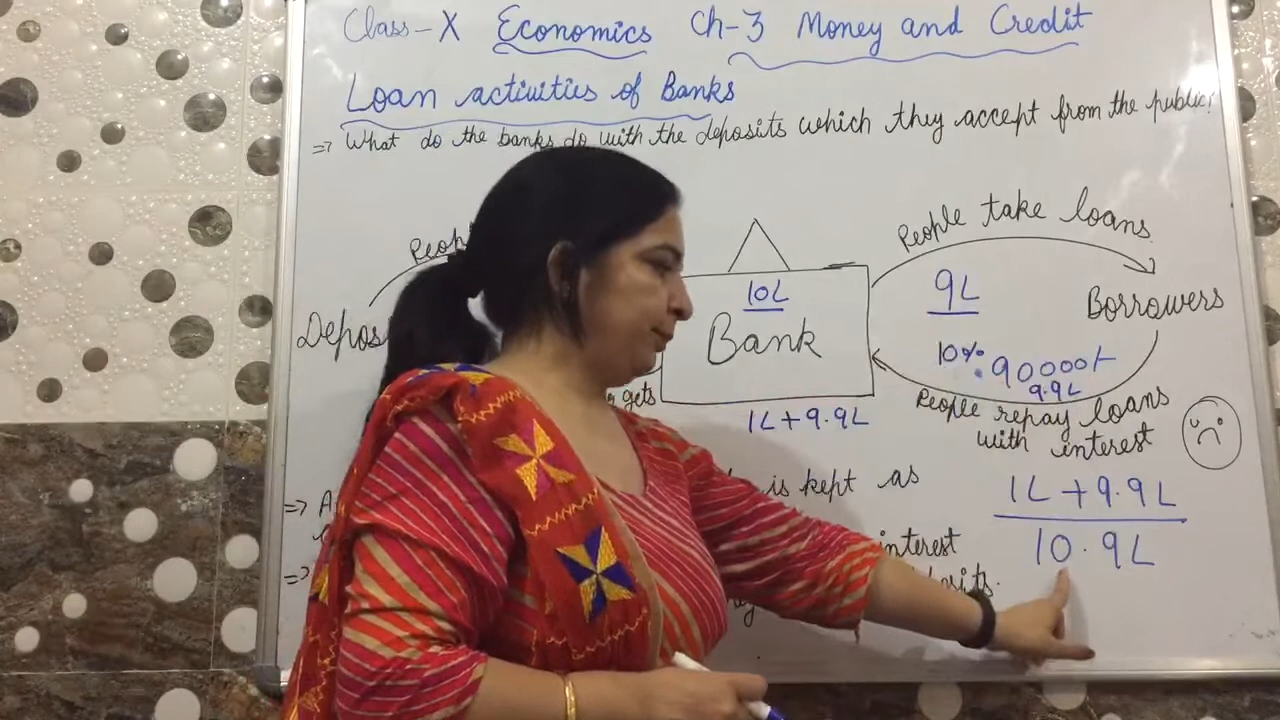 Class-X Economics Ch-3 Money and Credit
Loan activities of Banks
⇒ What do the banks do with the deposits which they accept from the public?
People take loans
10L
9L
Bank
Borrowers
10% : 90000/-
9.9L
gets
1L+9.9L
People repay loans
with interest
is kept as
1L+9.9L
interest
10.9L
⇒